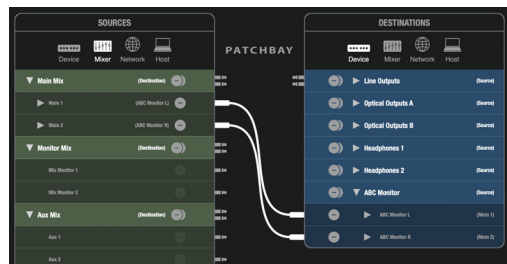 SOURCES
Device Mixer Network Host
PATCHBAY
DESTINATIONS
Device Mixer Network Host
Main Mix (Destination)
Main 1 (ABC Monitor L)
Main 2 (ABC Monitor R)
Monitor Mix (Destination)
Mix Monitor 1
Mix Monitor 2
Aux Mix (Destination)
Aux 1
Aux 2
Line Outputs (Source)
Optical Outputs A (Source)
Optical Outputs B (Source)
Headphones 1 (Source)
Headphones 2 (Source)
ABC Monitor (Source)
ABC Monitor L (Main 1)
ABC Monitor R (Main 2)